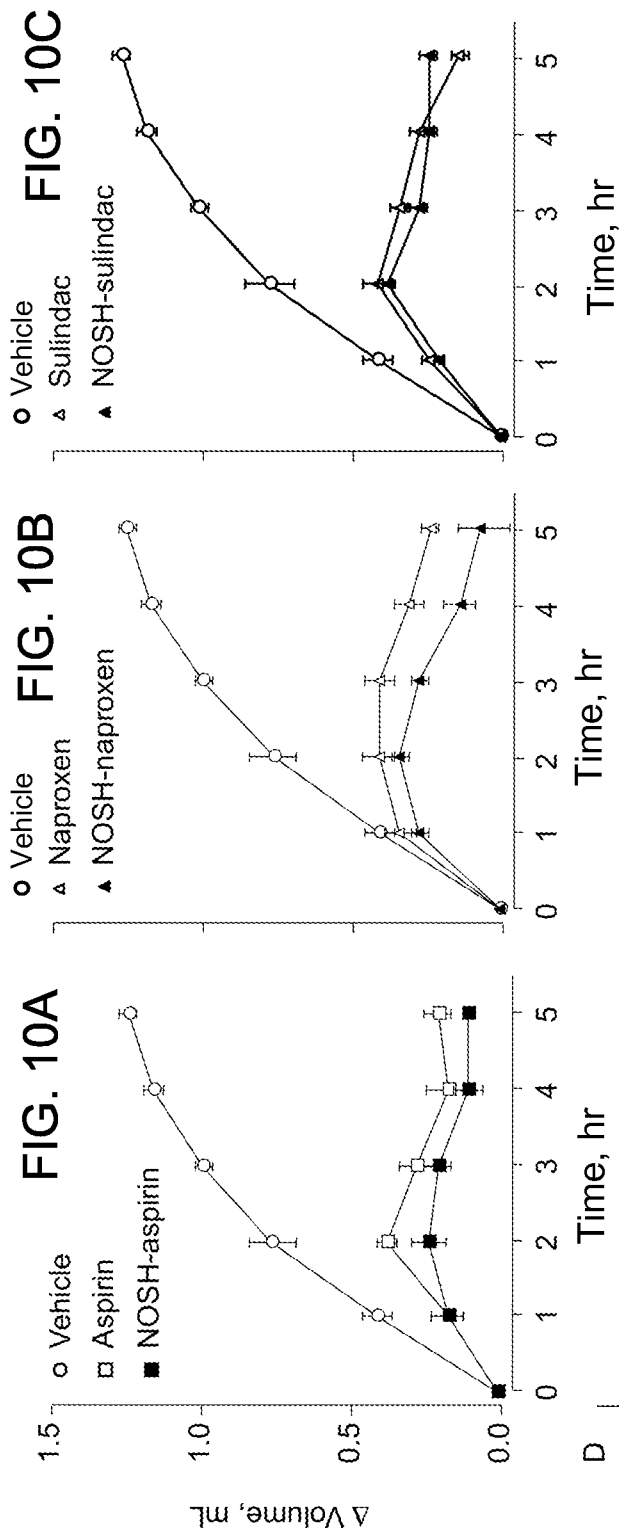 FIG. 10A
Vehicle
Aspirin
NOSH-aspirin
Δ Volume, mL
1.5
1.0
0.5
0.0
0 1 2 3 4 5
Time, hr
D
FIG. 10B
Vehicle
Naproxen
NOSH-naproxen
0 1 2 3 4 5
Time, hr
FIG. 10C
Vehicle
Sulindac
NOSH-sulindac
0 1 2 3 4 5
Time, hr